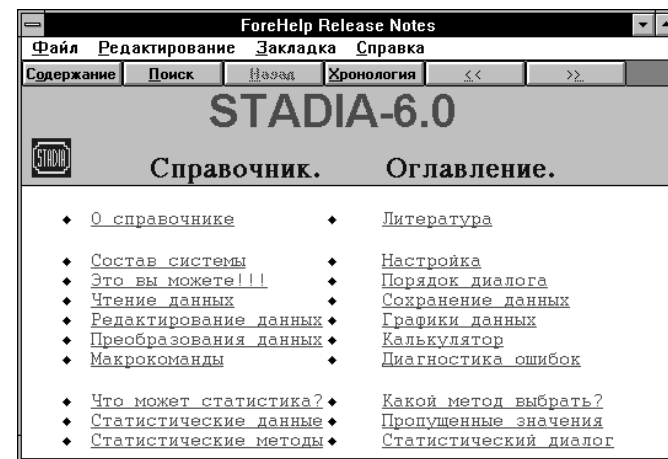 ForeHelp Release Notes
Файл Редактирование Закладка Справка
Содержание Поиск Назад Хронология << >>
STADIA-6.0
STADIA Справочник. Оглавление.
О справочнике Литература
Состав системы Настройка
Это вы можете!!! Порядок диалога
Чтение данных Сохранение данных
Редактирование данных Графики данных
Преобразования данных Калькулятор
Макрокоманды Диагностика ошибок
Что может статистика? Какой метод выбрать?
Статистические данные Пропущенные значения
Статистические методы Статистический диалог